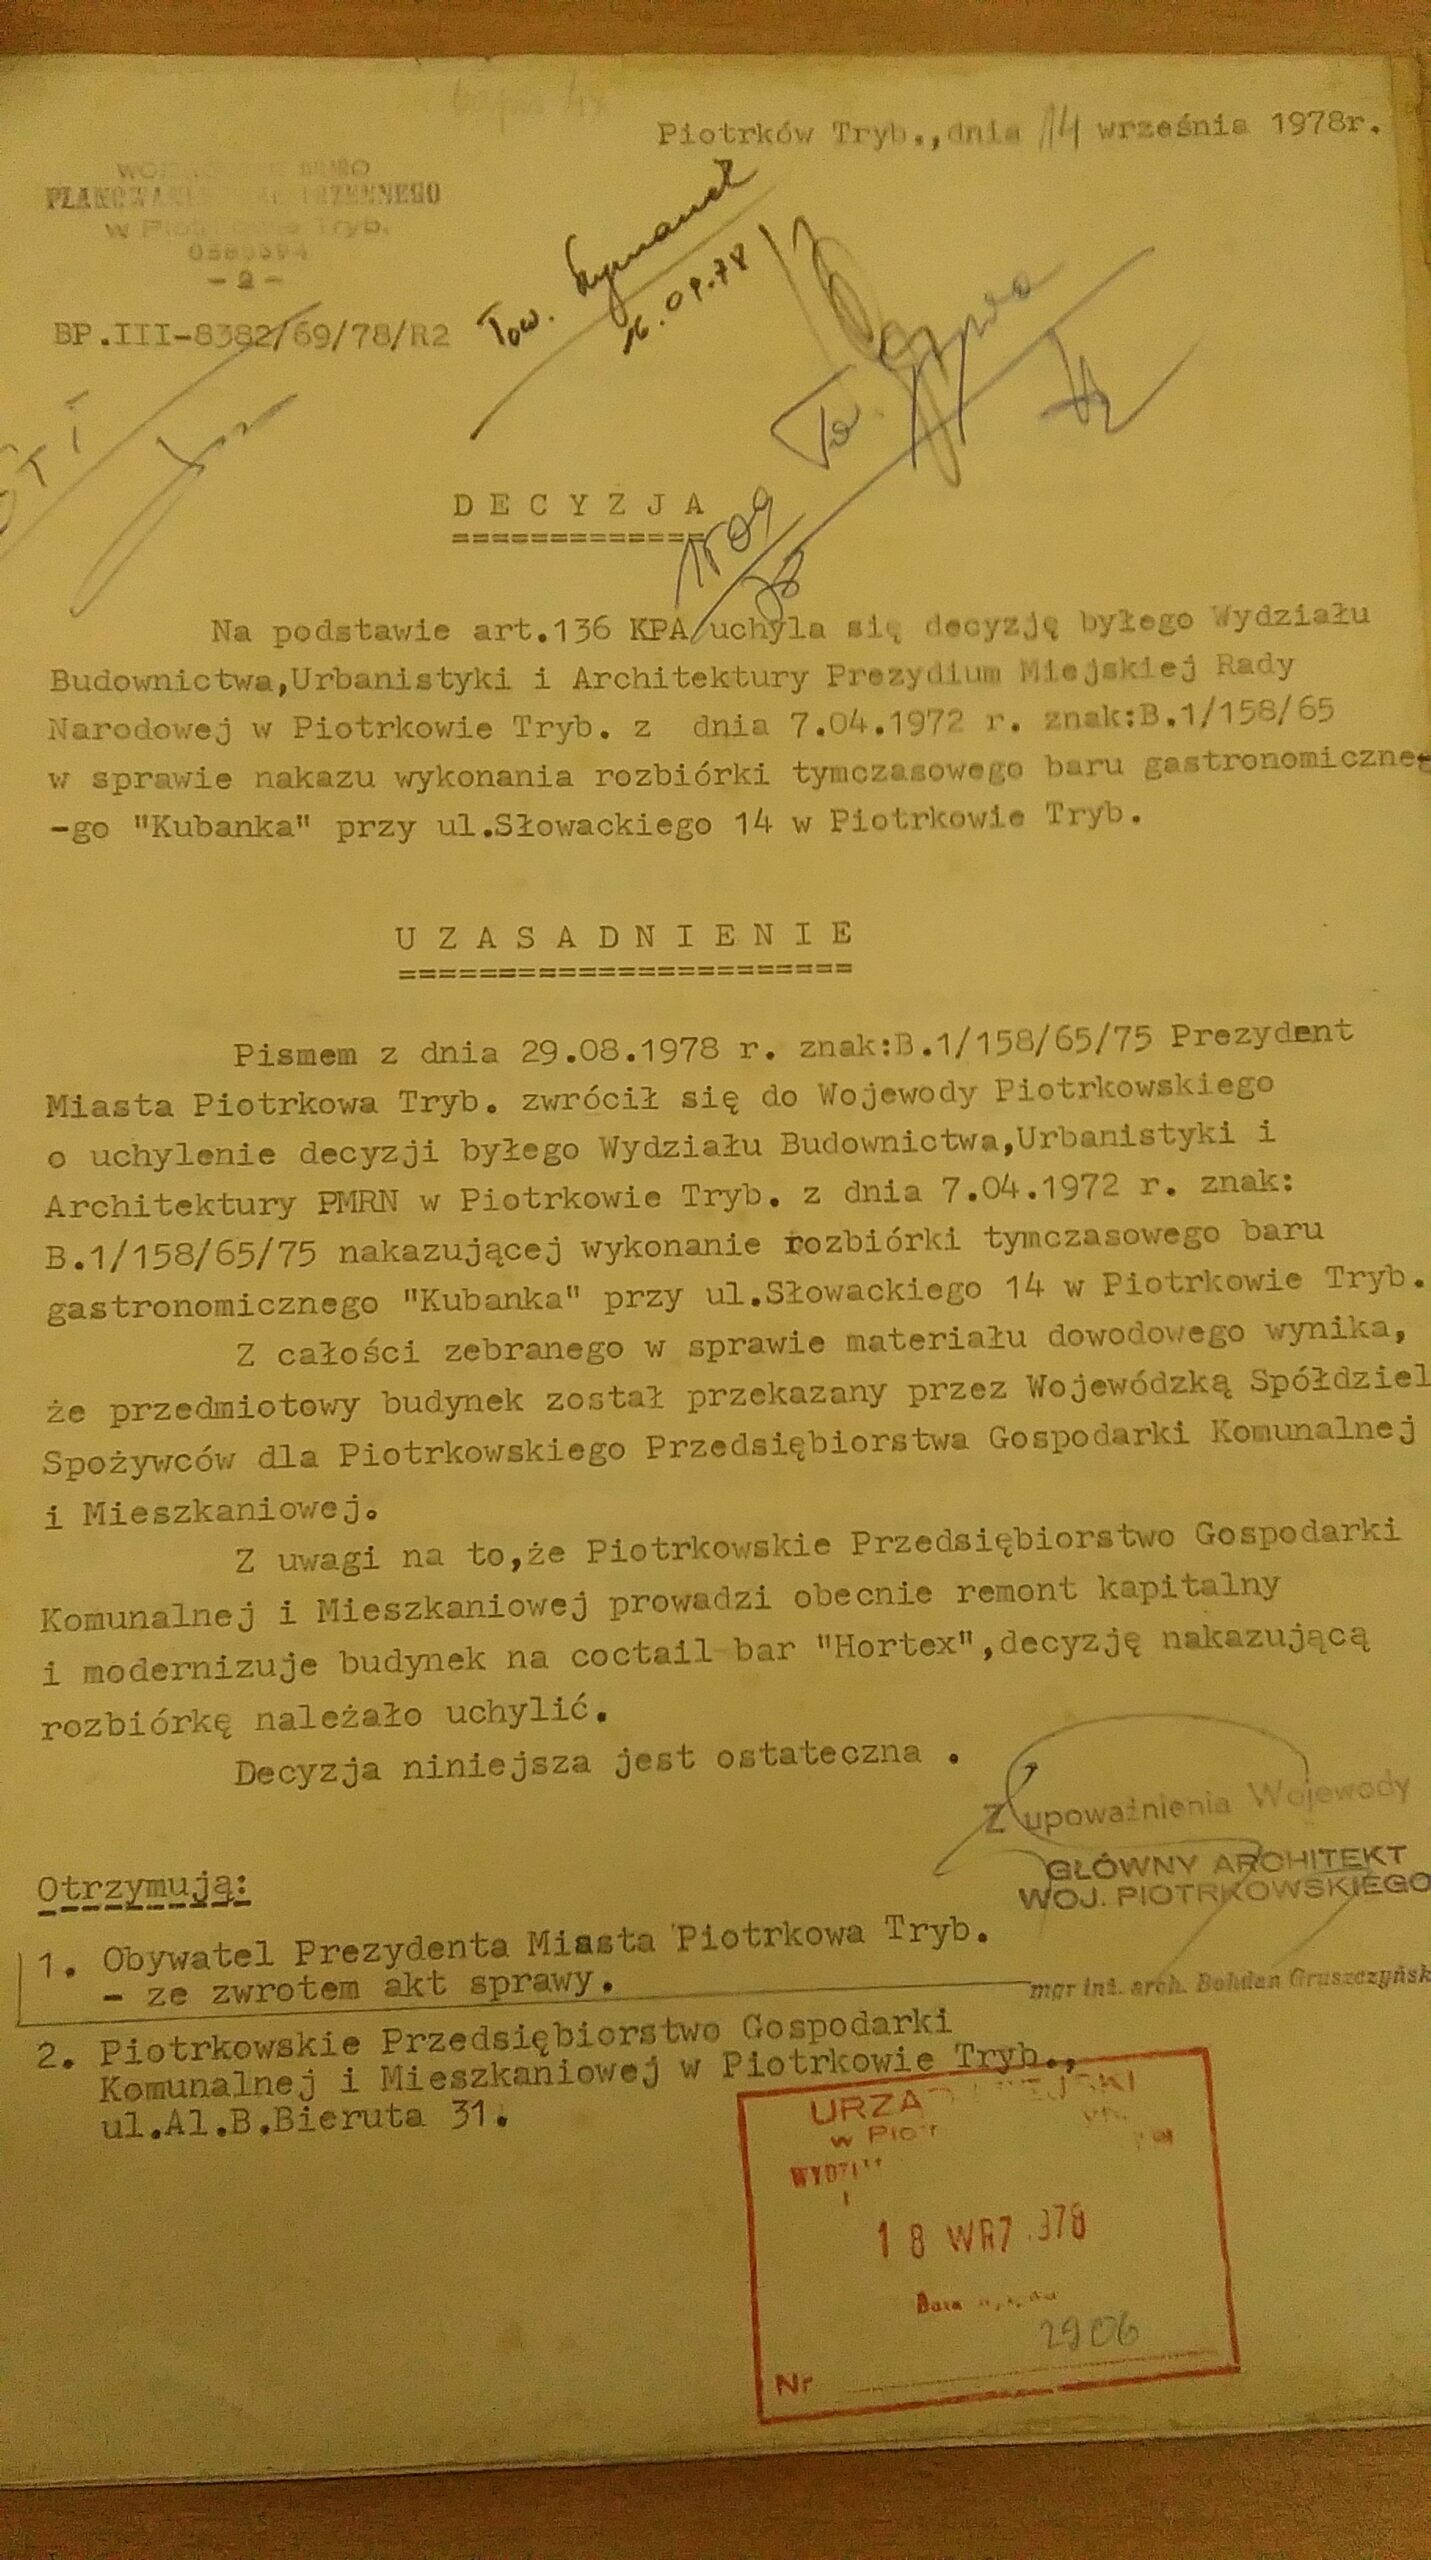 Piotrków Tryb.,dnia 14 września 1978r.
PLANOWANIA
w Tryb.
- 2 -
BP.III-8382/69/78/R2
Tow. Szymanek
D E C Y Z J A
Na podstawie art.136 KPA uchyla się decyzję byłego Wydziału
Budownictwa,Urbanistyki i Architektury Prezydium Miejskiej Rady
Narodowej w Piotrkowie Tryb. z dnia 7.04.1972 r. znak:B.1/158/65
w sprawie nakazu wykonania rozbiórki tymczasowego baru gastronomiczne
-go "Kubanka" przy ul.Słowackiego 14 w Piotrkowie Tryb.
U Z A S A D N I E N I E
Pismem z dnia 29.08.1978 r. znak:B.1/158/65/75 Prezydent
Miasta Piotrkowa Tryb. zwrócił się do Wojewody Piotrkowskiego
o uchylenie decyzji byłego Wydziału Budownictwa,Urbanistyki i
Architektury PMRN w Piotrkowie Tryb. z dnia 7.04.1972 r. znak:
B.1/158/65/75 nakazującej wykonanie rozbiórki tymczasowego baru
gastronomicznego "Kubanka" przy ul.Słowackiego 14 w Piotrkowie Tryb.
Z całości zebranego w sprawie materiału dowodowego wynika,
że przedmiotowy budynek został przekazany przez Wojewódzką Spółdziel
Spożywców dla Piotrkowskiego Przedsiębiorstwa Gospodarki Komunalnej
i Mieszkaniowej.
Z uwagi na to,że Piotrkowskie Przedsiębiorstwo Gospodarki
Komunalnej i Mieszkaniowej prowadzi obecnie remont kapitalny
i modernizuje budynek na coctail bar "Hortex",decyzję nakazującą
rozbiórkę należało uchylić.
Decyzja niniejsza jest ostateczna .
Z upoważnienia Wojewody
GŁÓWNY ARCHITEKT
WOJ. PIOTRKOWSKIEGO
mgr inż. arch. Bohdan Gruszczyńsk
Otrzymują:
1. Obywatel Prezydenta Miasta Piotrkowa Tryb.
- ze zwrotem akt sprawy.
2. Piotrkowskie Przedsiębiorstwo Gospodarki
Komunalnej i Mieszkaniowej w Piotrkowie Tryb.,
ul.Al.B.Bieruta 31.
18 WRZ 1978
2906
Nr